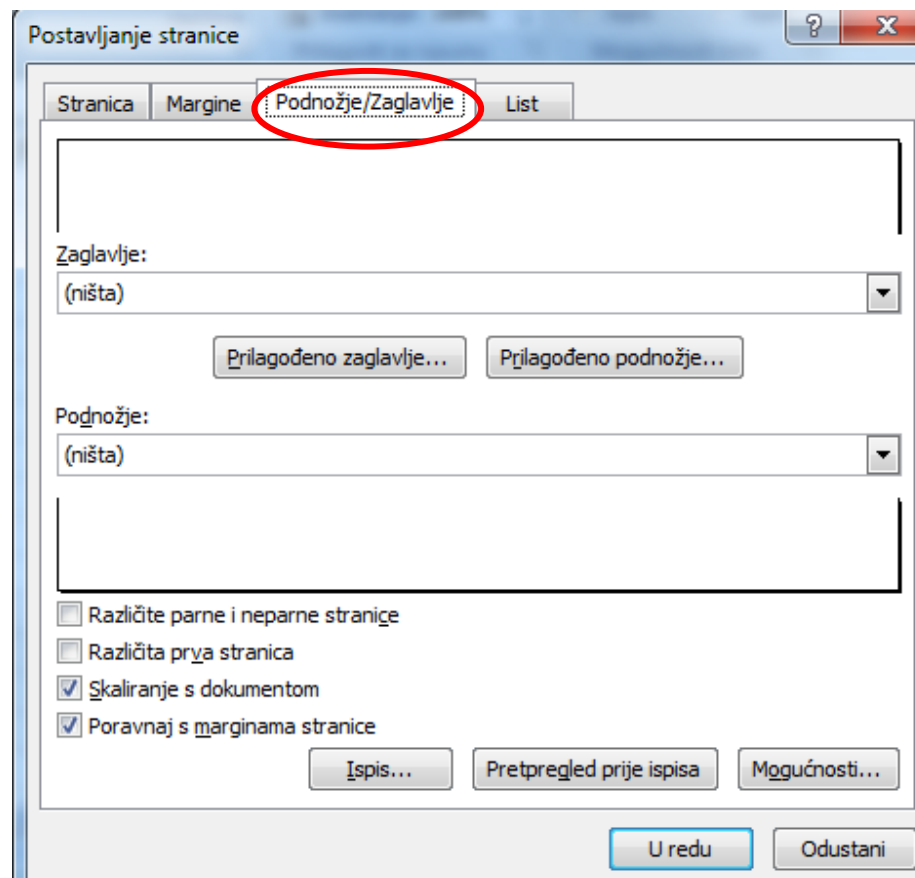 Postavljanje stranice
Stranica Margine Podnožje/Zaglavlje List
Zaglavlje:
(ništa)
Prilagođeno zaglavlje... Prilagođeno podnožje...
Podnožje:
(ništa)
Različite parne i neparne stranice
Različita prva stranica
Skaliranje s dokumentom
Poravnaj s marginama stranice
Ispis... Pretpregled prije ispisa Mogućnosti...
U redu Odustani